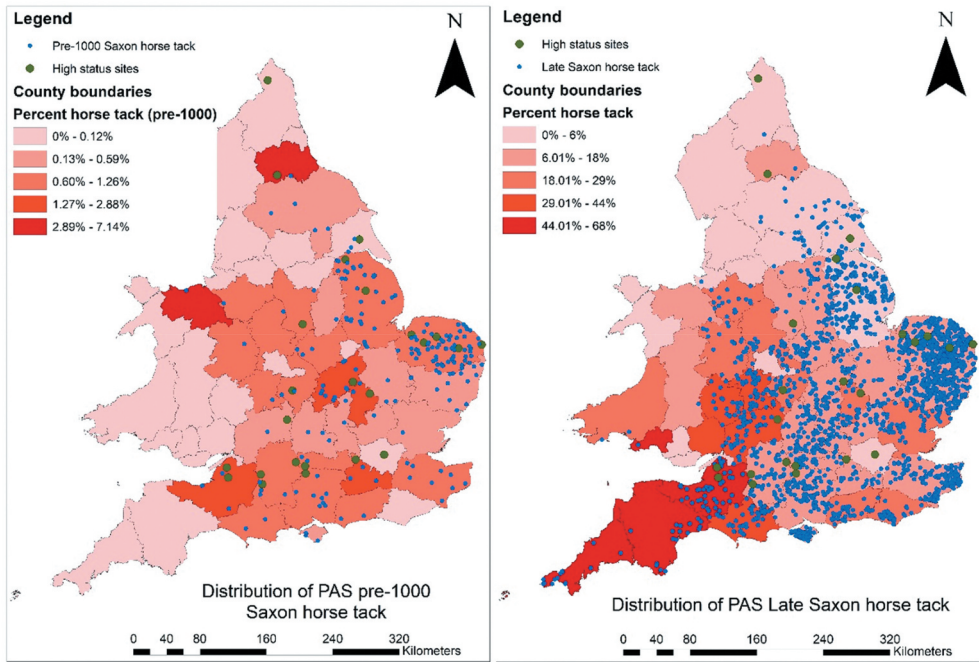 Legend
Pre-1000 Saxon horse tack
High status sites
County boundaries
Percent horse tack (pre-1000)
0% - 0.12%
0.13% - 0.59%
0.60% - 1.26%
1.27% - 2.88%
2.89% - 7.14%
N
Distribution of PAS pre-1000
Saxon horse tack
0 40 80 160 240 320
Kilometers
Legend
High status sites
Late Saxon horse tack
County boundaries
Percent horse tack
0% - 6%
6.01% - 18%
18.01% - 29%
29.01% - 44%
44.01% - 68%
N
Distribution of PAS Late Saxon horse tack
0 40 80 160 240 320
Kilometers